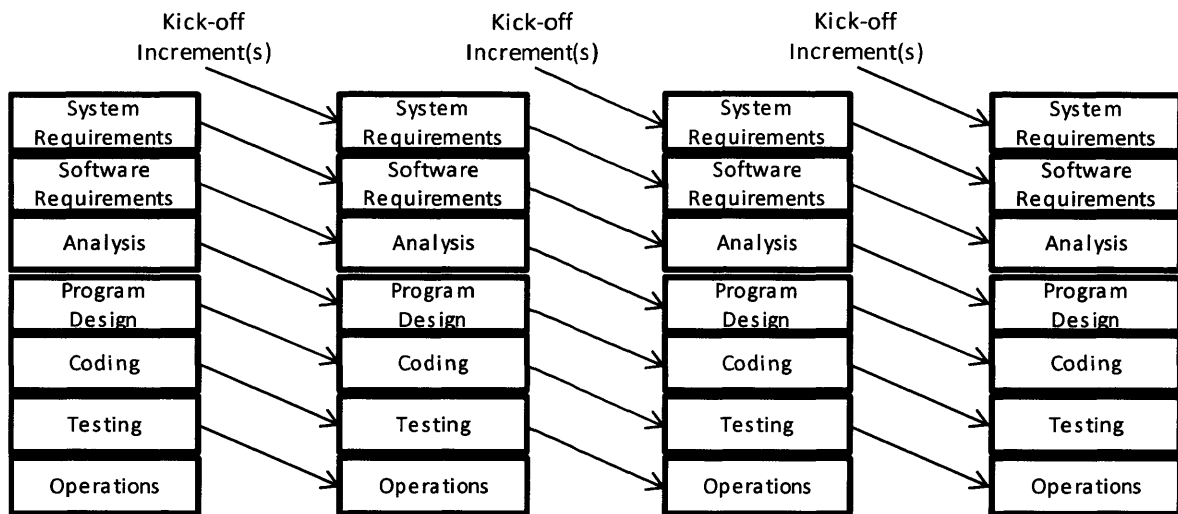 Kick-off
Increment(s)
Kick-off
Increment(s)
Kick-off
Increment(s)
System
Requirements
Software
Requirements
Analysis
Program
Design
Coding
Testing
Operations
System
Requirements
Software
Requirements
Analysis
Program
Design
Coding
Testing
Operations
System
Requirements
Software
Requirements
Analysis
Program
Design
Coding
Testing
Operations
System
Requirements
Software
Requirements
Analysis
Program
Design
Coding
Testing
Operations